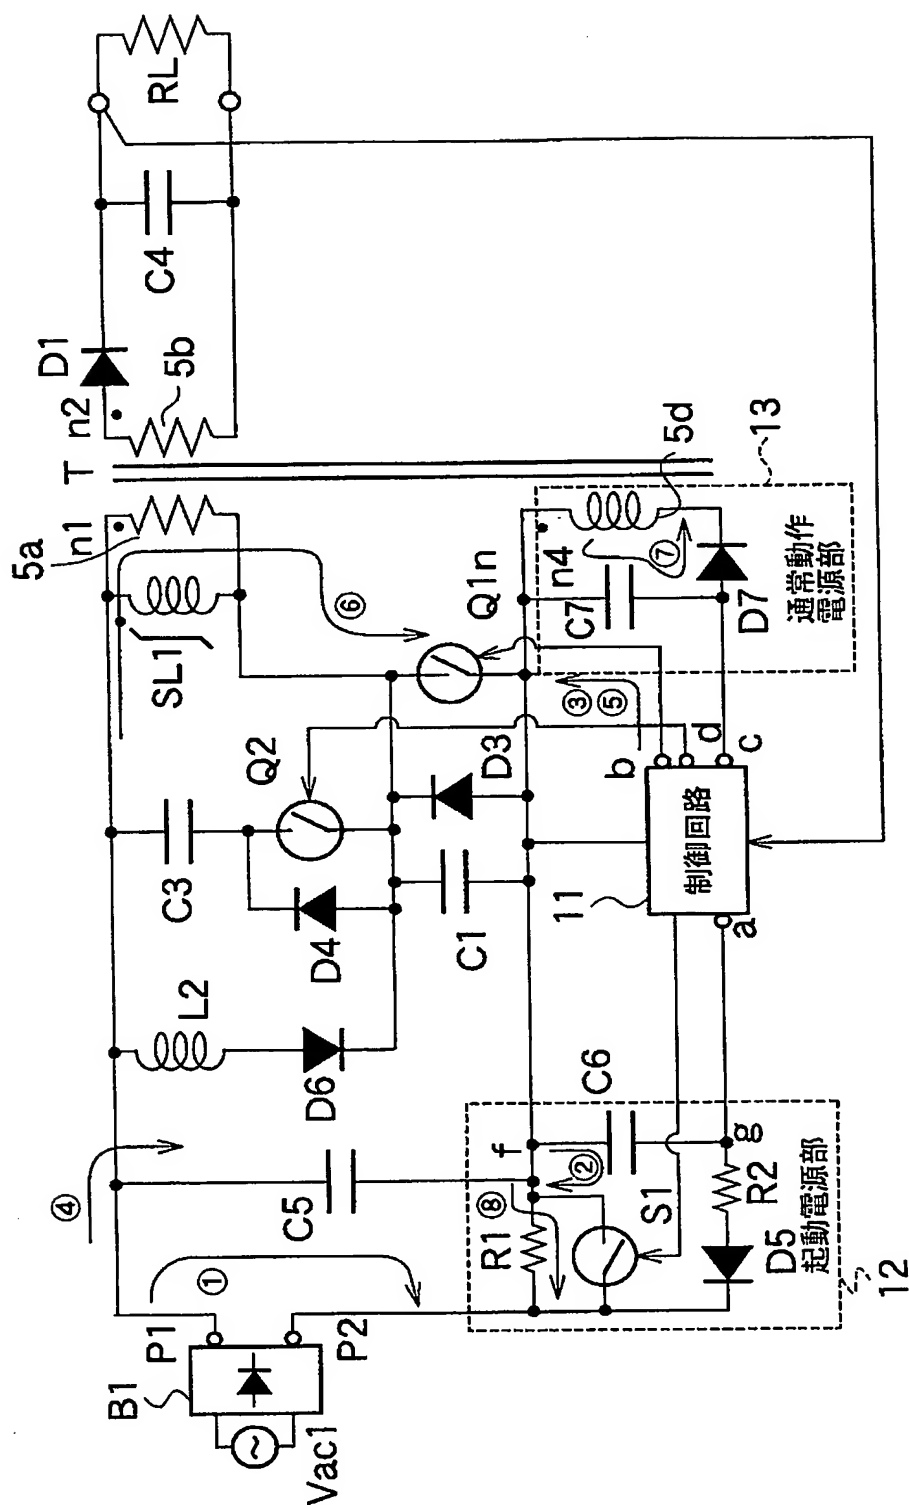 Vac1
~
B1
P1
P2
①
④
C5
R1
⑧
S1
②
f
C6
g
R2
D5
起動電源部
12
L2
D6
C3
D4
Q2
C1
D3
11
制御回路
a
b
d
c
③
⑤
⑥
SL1
5a
n1
T
n2
5b
D1
C4
RL
Q1n
n4
C7
⑦
5d
D7
通常動作
電源部
13